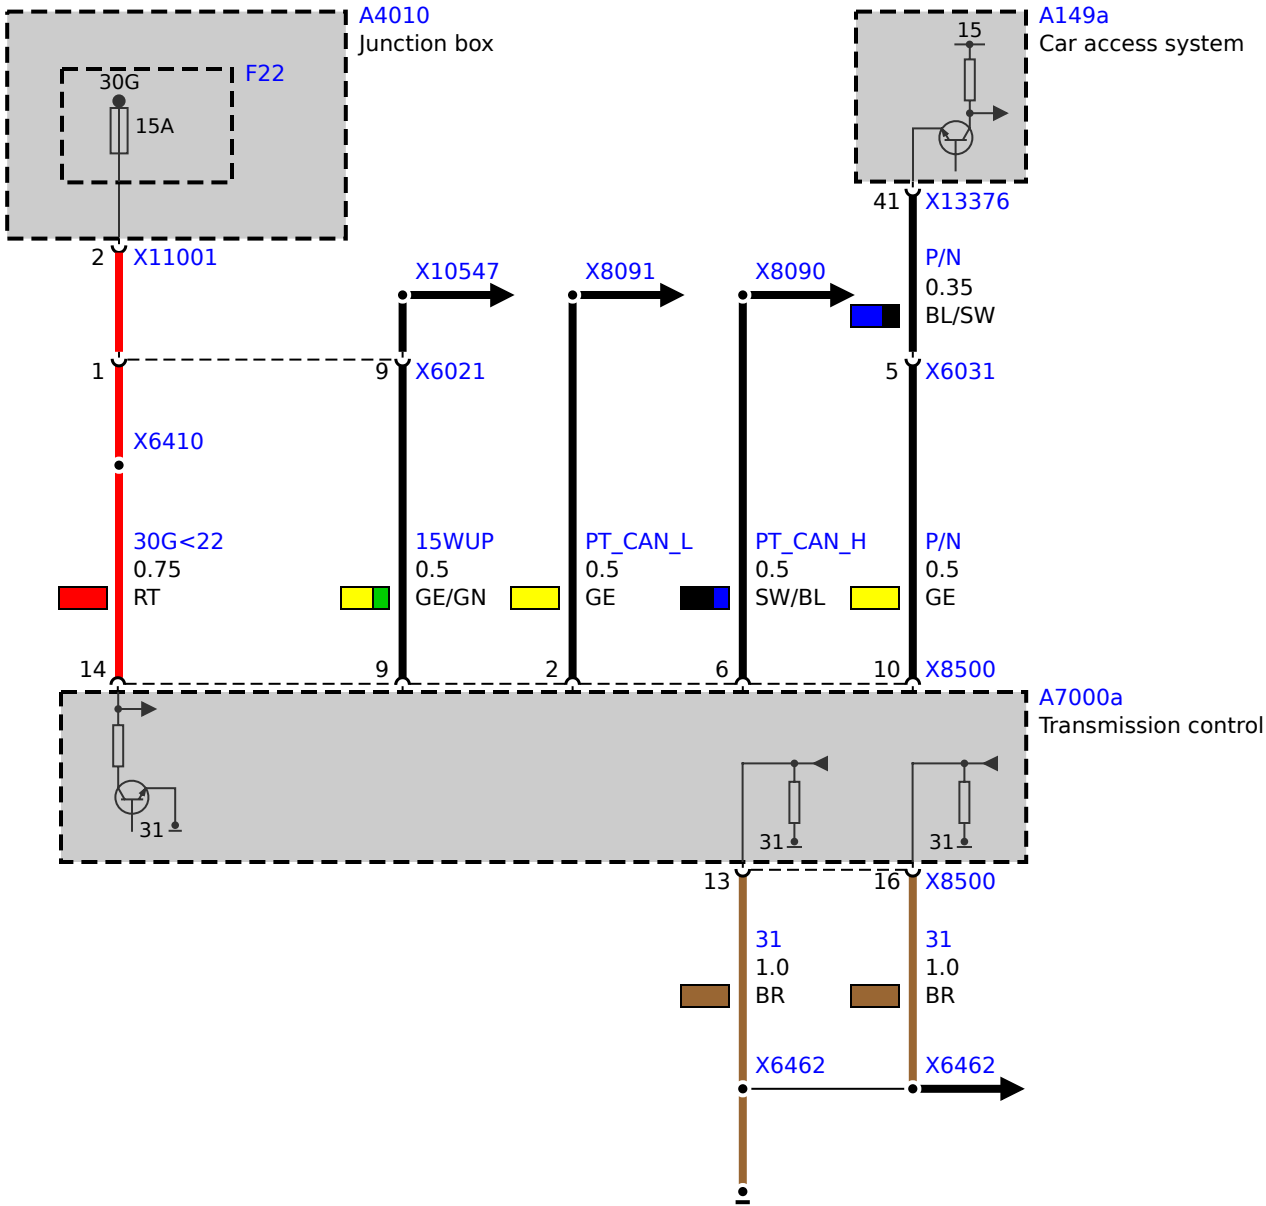 A4010
Junction box
F22
30G
15A
A149a
Car access system
15
41 X13376
2 X11001
X10547
X8091
X8090
P/N
0.35
BL/SW
1
9 X6021
5 X6031
X6410
30G<22
0.75
RT
15WUP
0.5
GE/GN
PT_CAN_L
0.5
GE
PT_CAN_H
0.5
SW/BL
P/N
0.5
GE
14
9
2
6
10 X8500
A7000a
Transmission control
31
31
31
13
16 X8500
31
1.0
BR
31
1.0
BR
X6462
X6462